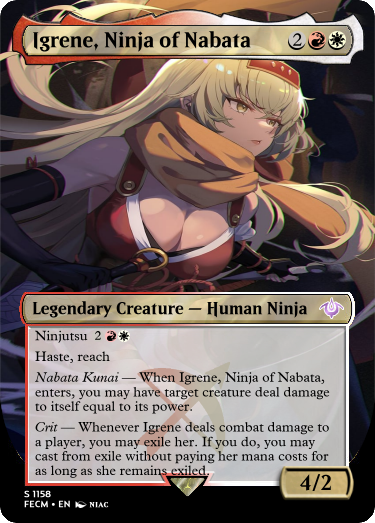 Igrene, Ninja of Nabata 2
Legendary Creature — Human Ninja
Ninjutsu 2
Haste, reach
Nabata Kunai — When Igrene, Ninja of Nabata,
enters, you may have target creature deal damage
to itself equal to its power.
Crit — Whenever Igrene deals combat damage to
a player, you may exile her. If you do, you may
cast from exile without paying her mana costs for
as long as she remains exiled.
4/2
S 1158
FECM • EN NIAC